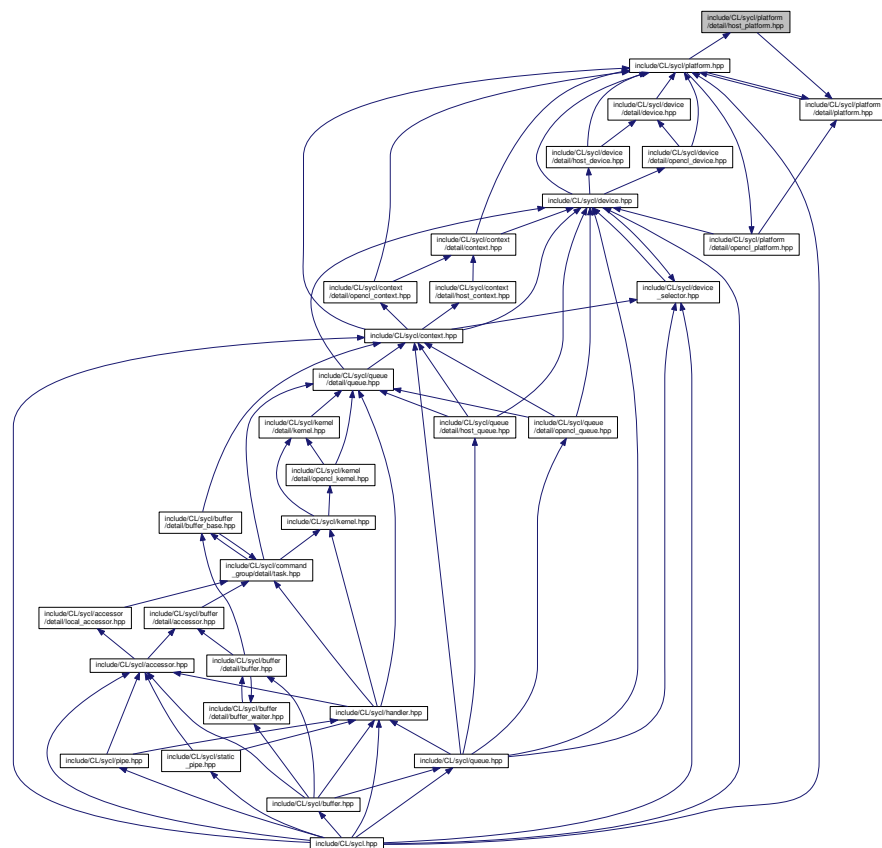 include/CL/sycl/platform
/detail/host_platform.hpp
include/CL/sycl/platform.hpp
include/CL/sycl/device
/detail/device.hpp
include/CL/sycl/platform
/detail/platform.hpp
include/CL/sycl/device
/detail/host_device.hpp
include/CL/sycl/device
/detail/opencl_device.hpp
include/CL/sycl/device.hpp
include/CL/sycl/context
/detail/context.hpp
include/CL/sycl/platform
/detail/opencl_platform.hpp
include/CL/sycl/context
/detail/opencl_context.hpp
include/CL/sycl/context
/detail/host_context.hpp
include/CL/sycl/device
_selector.hpp
include/CL/sycl/context.hpp
include/CL/sycl/queue
/detail/queue.hpp
include/CL/sycl/kernel
/detail/kernel.hpp
include/CL/sycl/queue
/detail/host_queue.hpp
include/CL/sycl/queue
/detail/opencl_queue.hpp
include/CL/sycl/kernel
/detail/opencl_kernel.hpp
include/CL/sycl/buffer
/detail/buffer_base.hpp
include/CL/sycl/kernel.hpp
include/CL/sycl/command
_group/detail/task.hpp
include/CL/sycl/accessor
/detail/local_accessor.hpp
include/CL/sycl/buffer
/detail/accessor.hpp
include/CL/sycl/accessor.hpp
include/CL/sycl/buffer
/detail/buffer.hpp
include/CL/sycl/buffer
/detail/buffer_waiter.hpp
include/CL/sycl/handler.hpp
include/CL/sycl/pipe.hpp
include/CL/sycl/static
_pipe.hpp
include/CL/sycl/queue.hpp
include/CL/sycl/buffer.hpp
include/CL/sycl.hpp